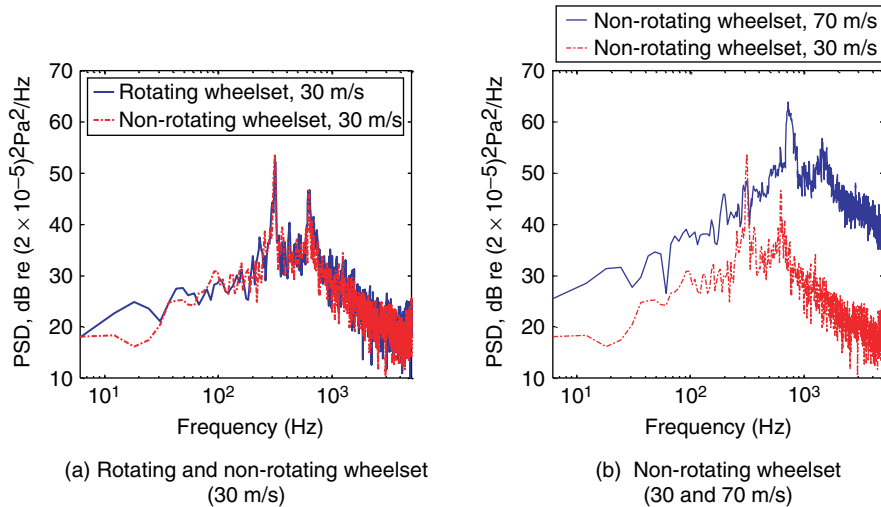 Non-rotating wheelset, 70 m/s
Non-rotating wheelset, 30 m/s
70
60
50
40
30
20
10
PSD, dB re (2 × 10⁻⁵)²Pa²/Hz
Rotating wheelset, 30 m/s
Non-rotating wheelset, 30 m/s
10¹
10²
10³
Frequency (Hz)
(a) Rotating and non-rotating wheelset
(30 m/s)
70
60
50
40
30
20
10
PSD, dB re (2 × 10⁻⁵)²Pa²/Hz
10¹
10²
10³
Frequency (Hz)
(b) Non-rotating wheelset
(30 and 70 m/s)